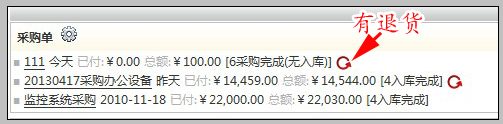 有退货
采购单
111 今天 已付:￥0.00 总额:￥100.00 [6采购完成(无入库)]
20130417采购办公设备 昨天 已付:￥14,459.00 总额:￥14,544.00 [4入库完成]
监控系统采购 2010-11-18 已付:￥22,000.00 总额:￥22,030.00 [4入库完成]